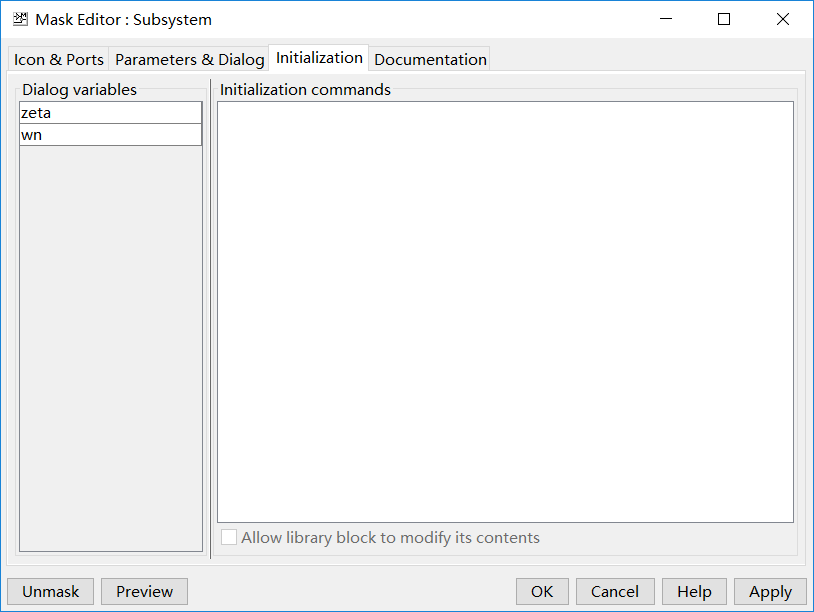 Mask Editor : Subsystem
Icon & Ports
Parameters & Dialog
Initialization
Documentation
Dialog variables
zeta
wn
Initialization commands
Allow library block to modify its contents
Unmask
Preview
OK
Cancel
Help
Apply